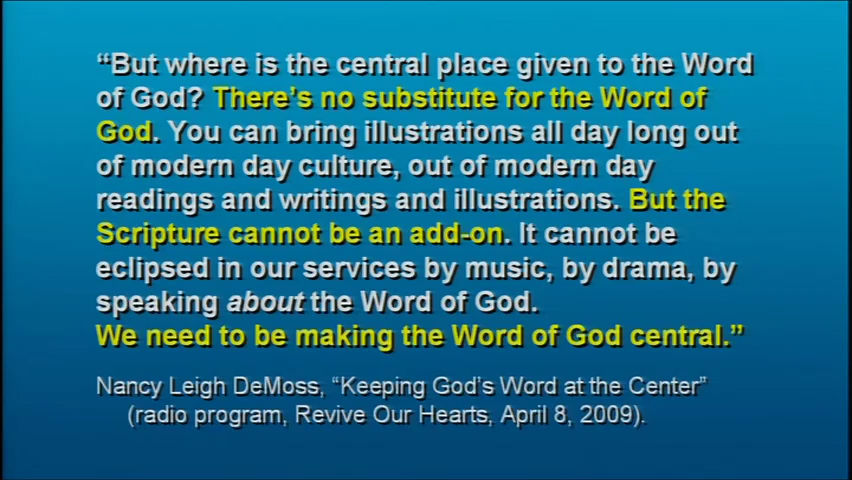 “But where is the central place given to the Word
of God? There’s no substitute for the Word of
God. You can bring illustrations all day long out
of modern day culture, out of modern day
readings and writings and illustrations. But the
Scripture cannot be an add-on. It cannot be
eclipsed in our services by music, by drama, by
speaking about the Word of God.
We need to be making the Word of God central.”
Nancy Leigh DeMoss, “Keeping God’s Word at the Center”
(radio program, Revive Our Hearts, April 8, 2009).